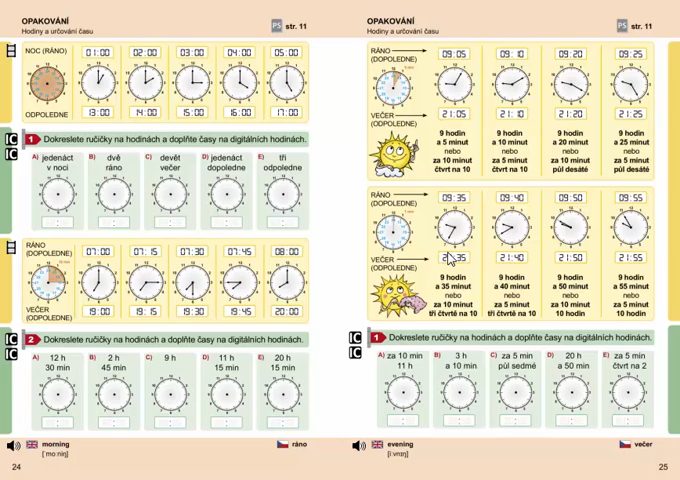 OPAKOVÁNÍ
Hodiny a určování času
PS str. 11
NOC (RÁNO)
01:00 02:00 03:00 04:00 05:00
ODPOLEDNE
13:00 14:00 15:00 16:00 17:00
1 Dokreslete ručičky na hodinách a doplňte časy na digitálních hodinách.
A) jedenáct
v noci
B) dvě
ráno
C) devět
večer
D) jedenáct
dopoledne
E) tři
odpoledne
RÁNO
(DOPOLEDNE)
07:00 07:15 07:30 07:45 08:00
VEČER
(ODPOLEDNE)
19:00 19:15 19:30 19:45 20:00
2 Dokreslete ručičky na hodinách a doplňte časy na digitálních hodinách.
A) 12 h
30 min
B) 2 h
45 min
C) 9 h
D) 11 h
15 min
E) 20 h
15 min
morning
[ˈmoːniŋ]
ráno
24
OPAKOVÁNÍ
Hodiny a určování času
PS str. 11
RÁNO
(DOPOLEDNE)
09:05 09:10 09:20 09:25
VEČER
(ODPOLEDNE)
21:05 21:10 21:20 21:25
9 hodin
a 5 minut
nebo
za 10 minut
čtvrt na 10
9 hodin
a 10 minut
nebo
za 5 minut
čtvrt na 10
9 hodin
a 20 minut
nebo
za 10 minut
půl desáté
9 hodin
a 25 minut
nebo
za 5 minut
půl desáté
RÁNO
(DOPOLEDNE)
09:35 09:40 09:50 09:55
VEČER
(ODPOLEDNE)
21:35 21:40 21:50 21:55
9 hodin
a 35 minut
nebo
za 10 minut
tři čtvrtě na 10
9 hodin
a 40 minut
nebo
za 5 minut
tři čtvrtě na 10
9 hodin
a 50 minut
nebo
za 10 minut
10 hodin
9 hodin
a 55 minut
nebo
za 5 minut
10 hodin
1 Dokreslete ručičky na hodinách a doplňte časy na digitálních hodinách.
A) za 10 min
11 h
B) 3 h
a 10 min
C) za 5 min
půl sedmé
D) 20 h
a 50 min
E) za 5 min
čtvrt na 2
evening
[iːvnɪŋ]
večer
25